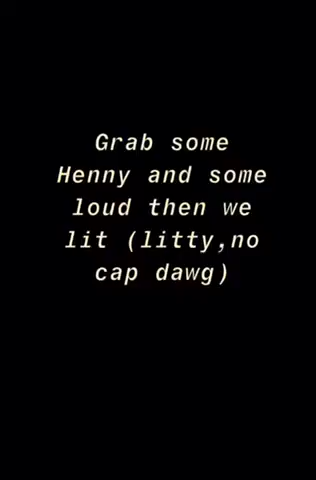 Grab some
Henny and some
loud then we
lit (litty,no
cap dawg)